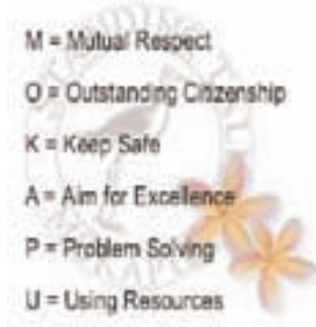 M = Mutual Respect
O = Outstanding Citizenship
K = Keep Safe
A = Aim for Excellence
P = Problem Solving
U = Using Resources